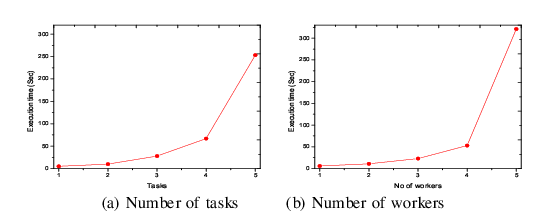 300
250
200
150
100
50
0
Execution time (Sec)
1 2 3 4 5
Tasks
(a) Number of tasks
300
250
200
150
100
50
0
Execution time (Sec)
1 2 3 4 5
No of workers
(b) Number of workers